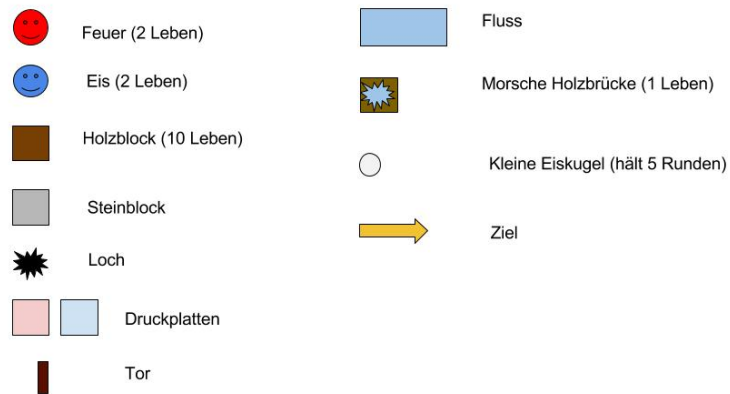 Feuer (2 Leben)
Eis (2 Leben)
Holzblock (10 Leben)
Steinblock
Loch
Druckplatten
Tor
Fluss
Morsche Holzbrücke (1 Leben)
Kleine Eiskugel (hält 5 Runden)
Ziel